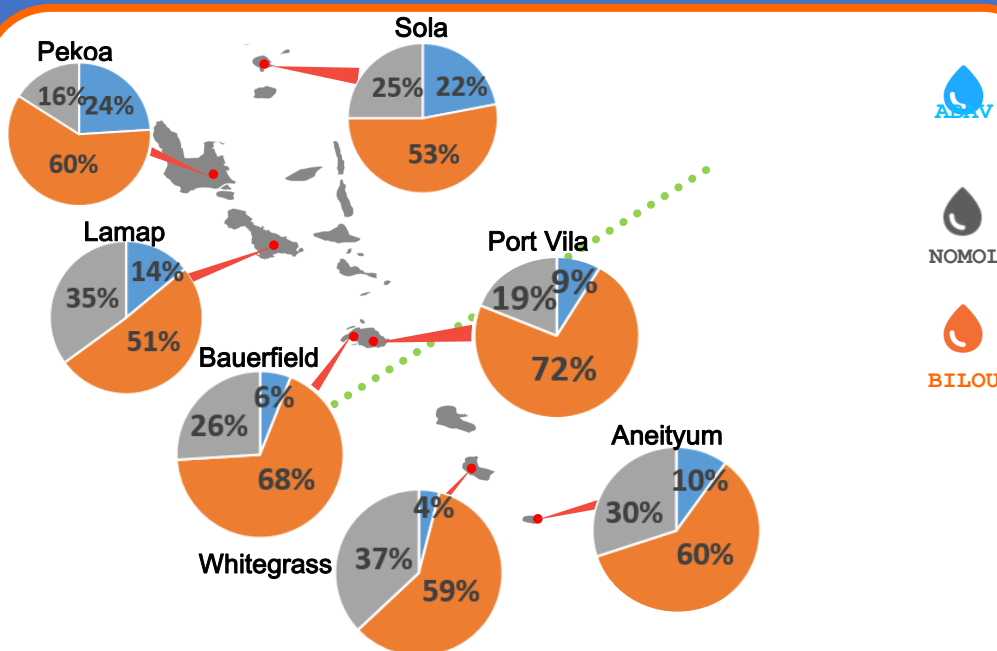 Sola
25%
22%
53%
Pekoa
16%
24%
60%
Lamap
14%
35%
51%
Port Vila
9%
19%
72%
Bauerfield
6%
26%
68%
Aneityum
10%
30%
60%
Whitegrass
4%
37%
59%
NOMOL
BILOU